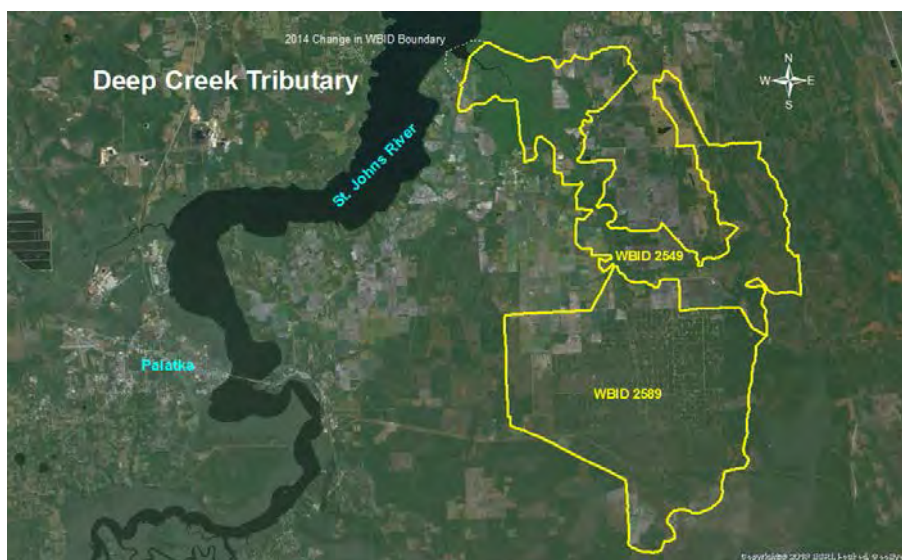 2014 Change in WBID Boundary
Deep Creek Tributary
N
W E
S
St. Johns River
WBID 2549
Palatka
WBID 2589